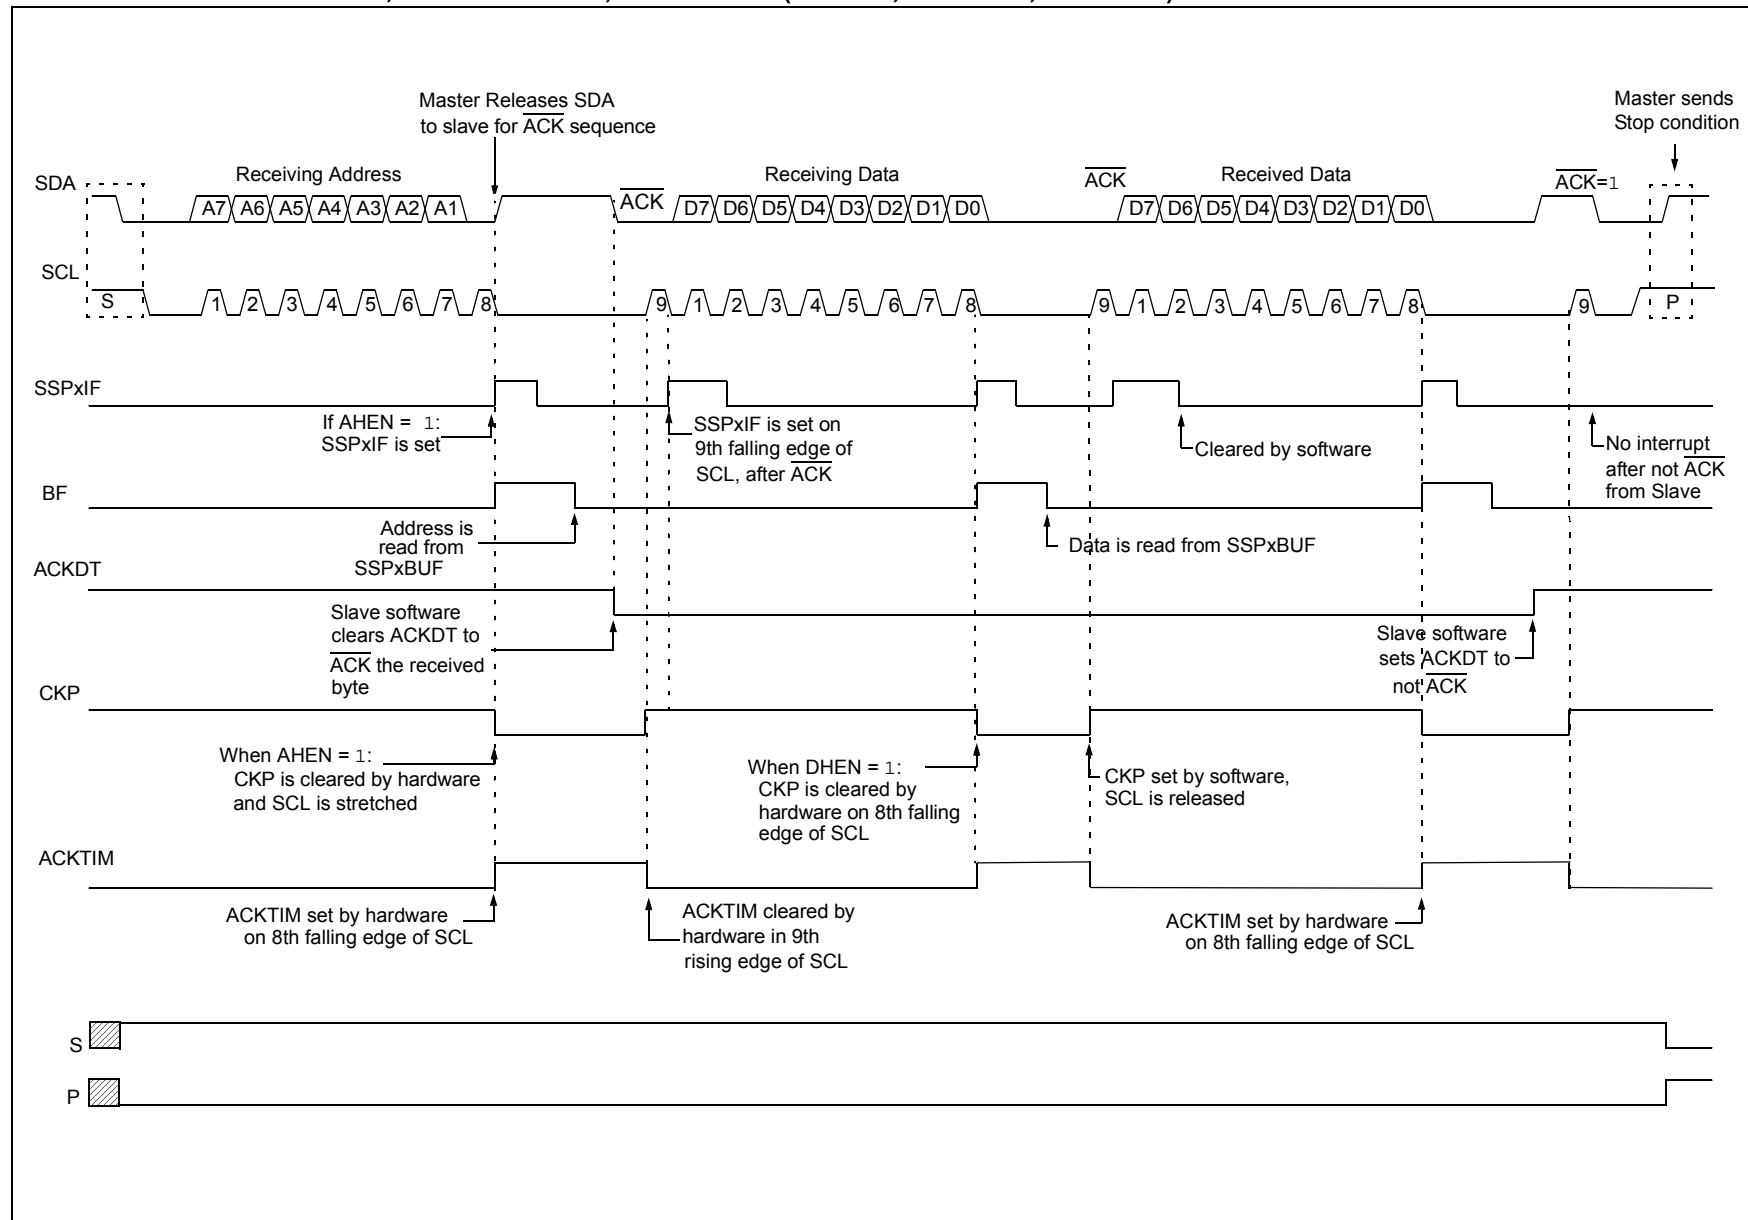 Master Releases SDA
to slave for ACK sequence
Master sends
Stop condition
SDA
Receiving Address
ACK
Receiving Data
ACK
Received Data
ACK=1
A7 A6 A5 A4 A3 A2 A1
D7 D6 D5 D4 D3 D2 D1 D0
D7 D6 D5 D4 D3 D2 D1 D0
SCL
S
1 2 3 4 5 6 7 8
9 1 2 3 4 5 6 7 8
9 1 2 3 4 5 6 7 8
9
P
SSPxIF
If AHEN = 1:
SSPxIF is set
SSPxIF is set on
9th falling edge of
SCL, after ACK
Cleared by software
No interrupt
after not ACK
from Slave
BF
Address is
read from
SSPxBUF
Data is read from SSPxBUF
ACKDT
Slave software
clears ACKDT to
ACK the received
byte
Slave software
sets ACKDT to
not ACK
CKP
When AHEN = 1:
CKP is cleared by hardware
and SCL is stretched
When DHEN = 1:
CKP is cleared by
hardware on 8th falling
edge of SCL
CKP set by software,
SCL is released
ACKTIM
ACKTIM set by hardware
on 8th falling edge of SCL
ACKTIM cleared by
hardware in 9th
rising edge of SCL
ACKTIM set by hardware
on 8th falling edge of SCL
S
P